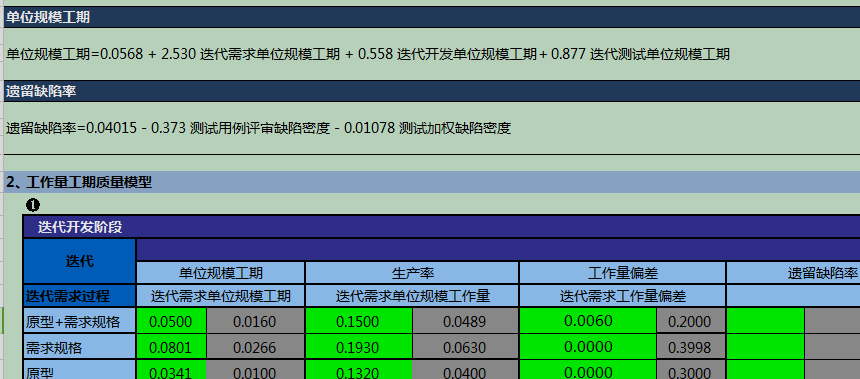 单位规模工期
单位规模工期=0.0568 + 2.530 迭代需求单位规模工期 + 0.558 迭代开发单位规模工期+ 0.877 迭代测试单位规模工期
遗留缺陷率
遗留缺陷率=0.04015 - 0.373 测试用例评审缺陷密度 - 0.01078 测试加权缺陷密度
2、工作量工期质量模型
❶
迭代开发阶段
迭代
单位规模工期 生产率 工作量偏差 遗留缺陷率
迭代需求过程 迭代需求单位规模工期 迭代需求单位规模工作量 迭代需求工作量偏差
原型+需求规格 0.0500 0.0160 0.1500 0.0489 0.0060 0.2000
需求规格 0.0801 0.0266 0.1930 0.0630 0.0000 0.3998
原型 0.0341 0.0100 0.1320 0.0400 0.0000 0.3000